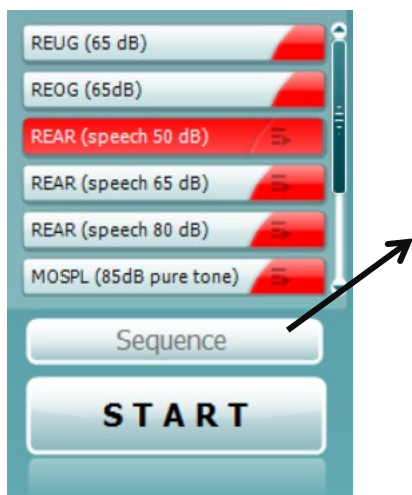 REUG (65 dB)
REOG (65dB)
REAR (speech 50 dB)
REAR (speech 65 dB)
REAR (speech 80 dB)
MOSPL (85dB pure tone)
Sequence
START